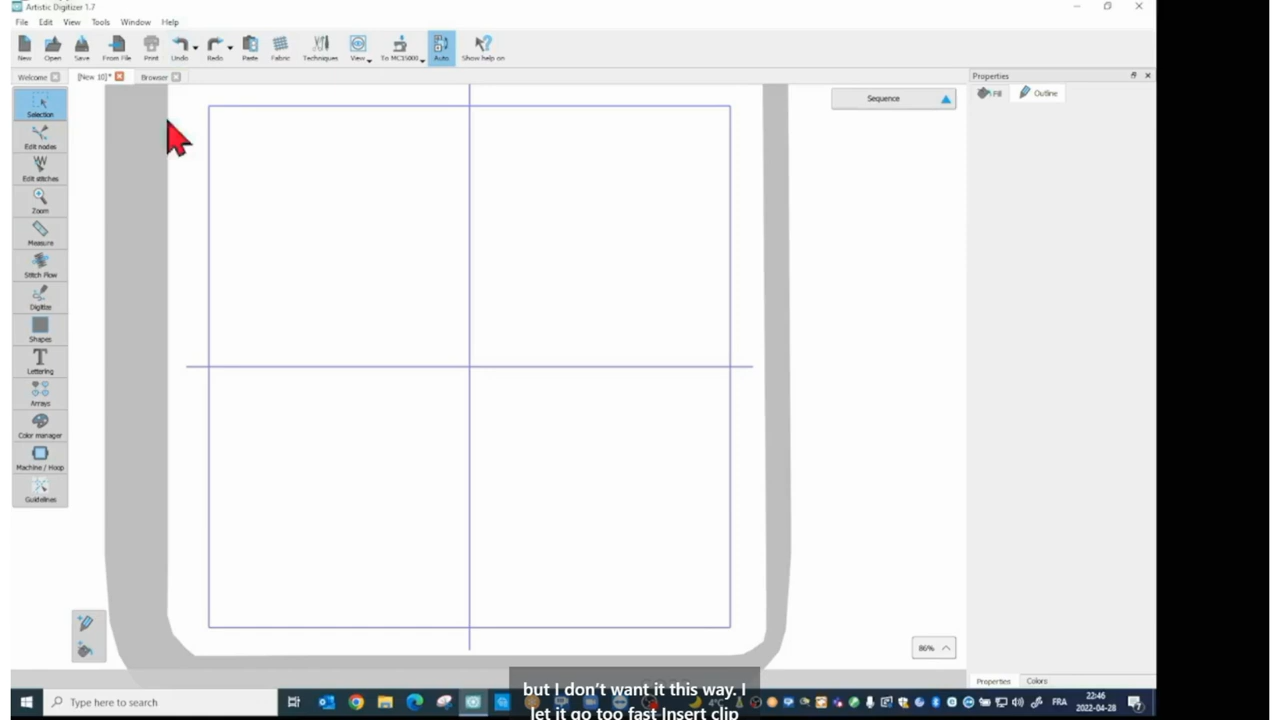 Artistic Digitizer 1.7
File Edit View Tools Window Help
New Open Save From File Print Undo Redo Paste Fabric Techniques View To MC15000 Auto Show help on
Welcome [New 10]* Browser
Properties
Selection
Sequence
Fill Outline
Edit nodes
Edit stitches
Zoom
Measure
Stitch Flow
Digitize
Shapes
Lettering
Arrays
Color manager
Machine / Hoop
Guidelines
86%
Properties Colors
but I don't want it this way. I
let it go too fast Insert clip
Type here to search
4°C
FRA
22:46
2022-04-28
7